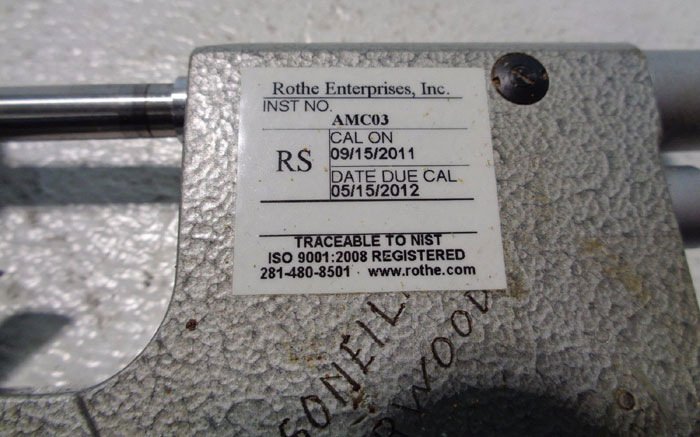 Rothe Enterprises, Inc.
INST NO.
AMC03
RS
CAL ON
09/15/2011
DATE DUE CAL
05/15/2012
TRACEABLE TO NIST
ISO 9001:2008 REGISTERED
281-480-8501 · www.rothe.com